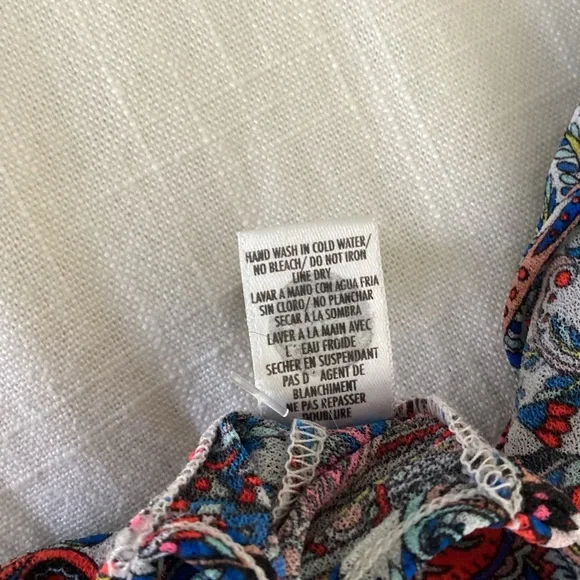 HAND WASH IN COLD WATER/
NO BLEACH/ DO NOT IRON
LINE DRY
LAVAR A MANO CON AGUA FRIA
SIN CLORO/ NO PLANCHAR
SECAR A LA SOMBRA
LAVER A LA MAIN AVEC
L' EAU FROIDE
SECHER EN SUSPENDANT
PAS D' AGENT DE
BLANCHIMENT
NE PAS REPASSER
DOUBLURE